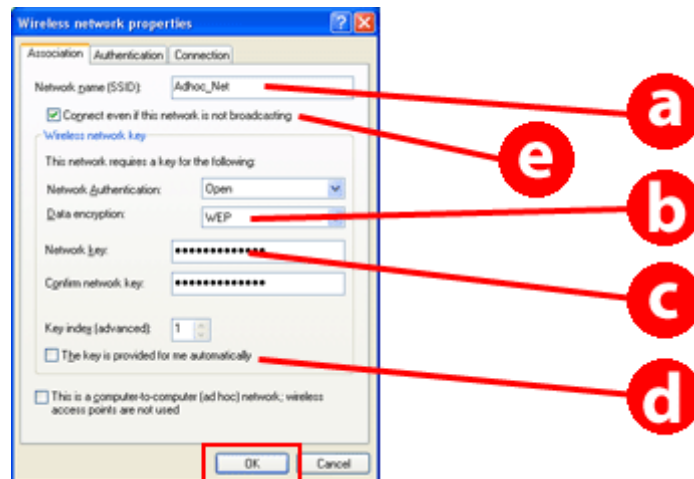 Wireless network properties
Association Authentication Connection
Network name (SSID): Adhoc_Net
a
Connect even if this network is not broadcasting
e
Wireless network key
This network requires a key for the following:
Network Authentication: Open
b
Data encryption: WEP
Network key: •••••••••••••
c
Confirm network key: •••••••••••••
Key index (advanced): 1
The key is provided for me automatically
d
This is a computer-to-computer (ad hoc) network; wireless
access points are not used
OK Cancel